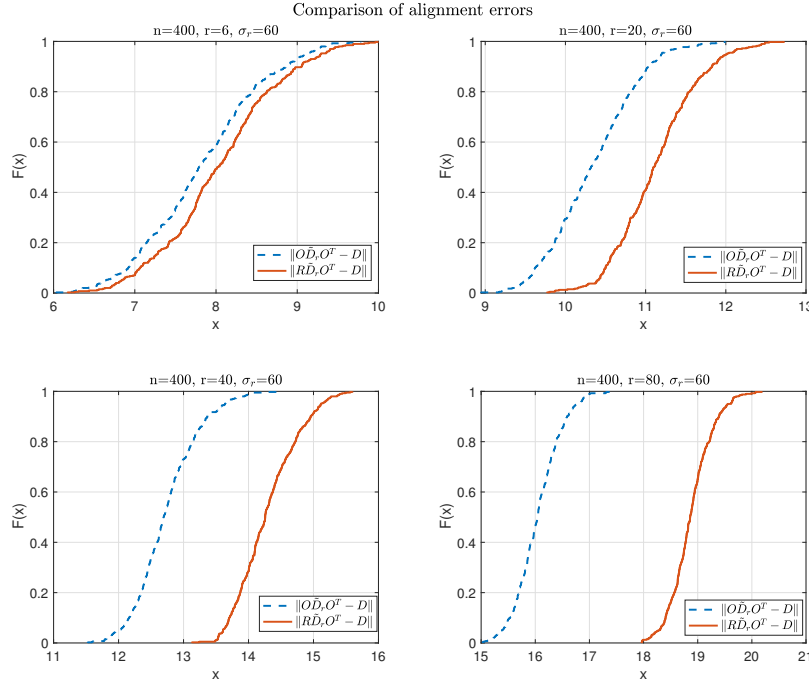 Comparison of alignment errors
n=400, r=6, σ_r=60
1
0.8
0.6
0.4
0.2
0
F(x)
6 7 8 9 10
x
‖OD̃_rO^T − D‖
‖RD̃_rO^T − D‖
n=400, r=20, σ_r=60
1
0.8
0.6
0.4
0.2
0
F(x)
9 10 11 12 13
x
‖OD̃_rO^T − D‖
‖RD̃_rO^T − D‖
n=400, r=40, σ_r=60
1
0.8
0.6
0.4
0.2
0
F(x)
11 12 13 14 15 16
x
‖OD̃_rO^T − D‖
‖RD̃_rO^T − D‖
n=400, r=80, σ_r=60
1
0.8
0.6
0.4
0.2
0
F(x)
15 16 17 18 19 20 21
x
‖OD̃_rO^T − D‖
‖RD̃_rO^T − D‖